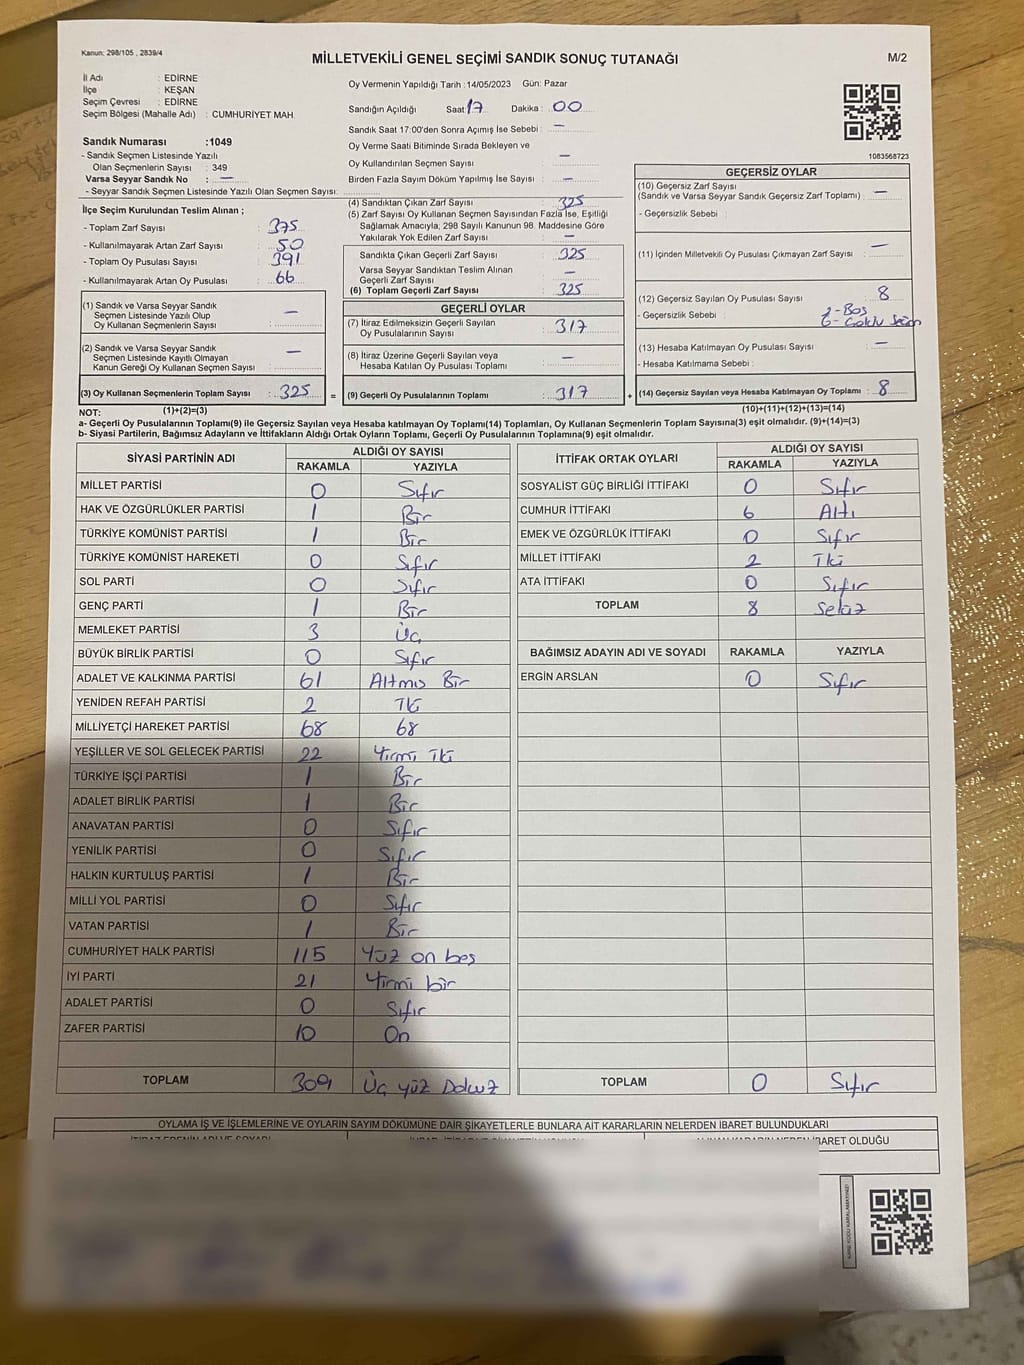 Kanun: 298/105 , 2839/4
MİLLETVEKİLİ GENEL SEÇİMİ SANDIK SONUÇ TUTANAĞI
M/2
İl Adı : EDİRNE
İlçe : KEŞAN
Seçim Çevresi : EDİRNE
Seçim Bölgesi (Mahalle Adı) : CUMHURİYET MAH.
Sandık Numarası :1049
- Sandık Seçmen Listesinde Yazılı
Olan Seçmenlerin Sayısı : 349
Varsa Seyyar Sandık No : —
- Seyyar Sandık Seçmen Listesinde Yazılı Olan Seçmen Sayısı:
İlçe Seçim Kurulundan Teslim Alınan ;
- Toplam Zarf Sayısı : 375
- Kullanılmayarak Artan Zarf Sayısı : 50
- Toplam Oy Pusulası Sayısı : 391
- Kullanılmayarak Artan Oy Pusulası : 66
Oy Vermenin Yapıldığı Tarih :14/05/2023 Gün: Pazar
Sandığın Açıldığı Saat: 17 Dakika : 00
Sandık Saat 17:00'den Sonra Açımış İse Sebebi : —
Oy Verme Saati Bitiminde Sırada Bekleyen ve
Oy Kullandırılan Seçmen Sayısı : —
Birden Fazla Sayım Döküm Yapılmış İse Sayısı : —
(4) Sandıktan Çıkan Zarf Sayısı : 325
(5) Zarf Sayısı Oy Kullanan Seçmen Sayısından Fazla İse, Eşitliği
Sağlamak Amacıyla, 298 Sayılı Kanunun 98. Maddesine Göre
Yakılarak Yok Edilen Zarf Sayısı : —
Sandıkta Çıkan Geçerli Zarf Sayısı : 325
Varsa Seyyar Sandıktan Teslim Alınan
Geçerli Zarf Sayısı : —
(6) Toplam Geçerli Zarf Sayısı : 325
1083568723
GEÇERSİZ OYLAR
(10) Geçersiz Zarf Sayısı
(Sandık ve Varsa Seyyar Sandık Geçersiz Zarf Toplamı) : —
- Geçersizlik Sebebi :
(11) İçinden Milletvekili Oy Pusulası Çıkmayan Zarf Sayısı : —
(12) Geçersiz Sayılan Oy Pusulası Sayısı : 8
- Geçersizlik Sebebi : 2-Boş
(13) Hesaba Katılmayan Oy Pusulası Sayısı : —
- Hesaba Katılmama Sebebi :
(14) Geçersiz Sayılan veya Hesaba Katılmayan Oy Toplamı : 8
(10)+(11)+(12)+(13)=(14)
(1) Sandık ve Varsa Seyyar Sandık
Seçmen Listesinde Yazılı Olup
Oy Kullanan Seçmenlerin Sayısı : —
(2) Sandık ve Varsa Seyyar Sandık
Seçmen Listesinde Kayıtlı Olmayan
Kanun Gereği Oy Kullanan Seçmen Sayısı : —
(3) Oy Kullanan Seçmenlerin Toplam Sayısı : 325 =
(1)+(2)=(3)
GEÇERLİ OYLAR
(7) İtiraz Edilmeksizin Geçerli Sayılan
Oy Pusulalarının Sayısı : 317
(8) İtiraz Üzerine Geçerli Sayılan veya
Hesaba Katılan Oy Pusulası Toplamı : —
(9) Geçerli Oy Pusulalarının Toplamı : 317 +
NOT:
a- Geçerli Oy Pusulalarının Toplamı(9) ile Geçersiz Sayılan veya Hesaba katılmayan Oy Toplamı(14) Toplamları, Oy Kullanan Seçmenlerin Toplam Sayısına(3) eşit olmalıdır. (9)+(14)=(3)
b- Siyasi Partilerin, Bağımsız Adayların ve İttifakların Aldığı Ortak Oyların Toplamı, Geçerli Oy Pusulalarının Toplamına(9) eşit olmalıdır.
SİYASİ PARTİNİN ADI ALDIĞI OY SAYISI
RAKAMLA YAZIYLA
MİLLET PARTİSİ 0 Sıfır
HAK VE ÖZGÜRLÜKLER PARTİSİ 1 Bir
TÜRKİYE KOMÜNİST PARTİSİ 1 Bir
TÜRKİYE KOMÜNİST HAREKETİ 0 Sıfır
SOL PARTİ 0 Sıfır
GENÇ PARTİ 1 Bir
MEMLEKET PARTİSİ 3 Üç
BÜYÜK BİRLİK PARTİSİ 0 Sıfır
ADALET VE KALKINMA PARTİSİ 61 Altmış Bir
YENİDEN REFAH PARTİSİ 2 İki
MİLLİYETÇİ HAREKET PARTİSİ 68 68
YEŞİLLER VE SOL GELECEK PARTİSİ 22 Yirmi İki
TÜRKİYE İŞÇİ PARTİSİ 1 Bir
ADALET BİRLİK PARTİSİ 1 Bir
ANAVATAN PARTİSİ 0 Sıfır
YENİLİK PARTİSİ 0 Sıfır
HALKIN KURTULUŞ PARTİSİ 1 Bir
MİLLİ YOL PARTİSİ 0 Sıfır
VATAN PARTİSİ 1 Bir
CUMHURİYET HALK PARTİSİ 115 Yüz on beş
İYİ PARTİ 21 Yirmi bir
ADALET PARTİSİ 0 Sıfır
ZAFER PARTİSİ 10 On
TOPLAM 309 Üç yüz Dokuz
İTTİFAK ORTAK OYLARI ALDIĞI OY SAYISI
RAKAMLA YAZIYLA
SOSYALİST GÜÇ BİRLİĞİ İTTİFAKI 0 Sıfır
CUMHUR İTTİFAKI 6 Altı
EMEK VE ÖZGÜRLÜK İTTİFAKI 0 Sıfır
MİLLET İTTİFAKI 2 İki
ATA İTTİFAKI 0 Sıfır
TOPLAM 8 Sekiz
BAĞIMSIZ ADAYIN ADI VE SOYADI RAKAMLA YAZIYLA
ERGİN ARSLAN 0 Sıfır
TOPLAM 0 Sıfır
OYLAMA İŞ VE İŞLEMLERİNE VE OYLARIN SAYIM DÖKÜMÜNE DAİR ŞİKAYETLERLE BUNLARA AİT KARARLARIN NELERDEN İBARET BULUNDUKLARI
İBARET OLDUĞU